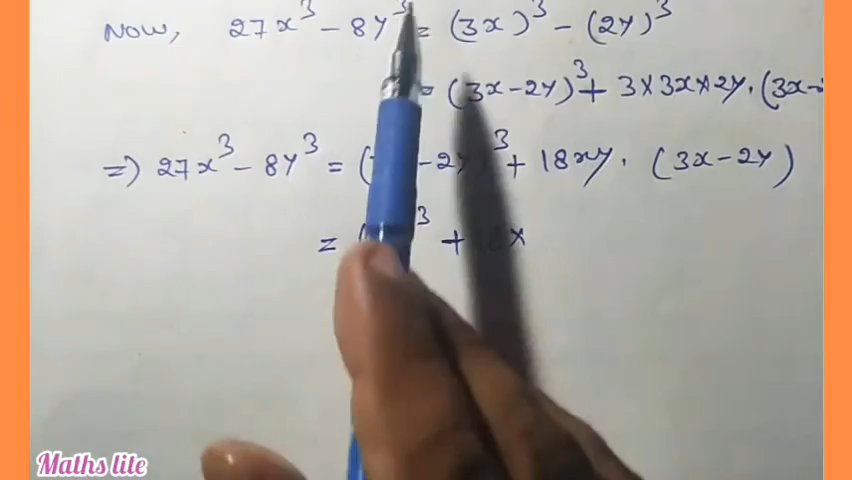 Now, 27x³ - 8y³ = (3x)³ - (2y)³
= (3x-2y)³ + 3×3x×2y.(3x-
=) 27x³ - 8y³ = ( -2y)³ + 18xy. (3x-2y)
= ( ³ + 18×
Maths lite